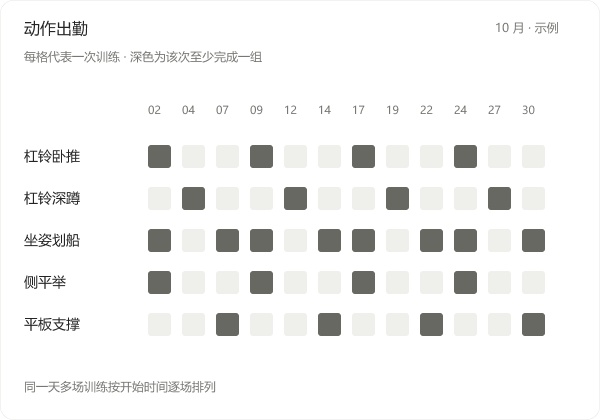 动作出勤
10 月 · 示例
每格代表一次训练 · 深色为该次至少完成一组
02 04 07 09 12 14 17 19 22 24 27 30
杠铃卧推
杠铃深蹲
坐姿划船
侧平举
平板支撑
同一天多场训练按开始时间逐场排列